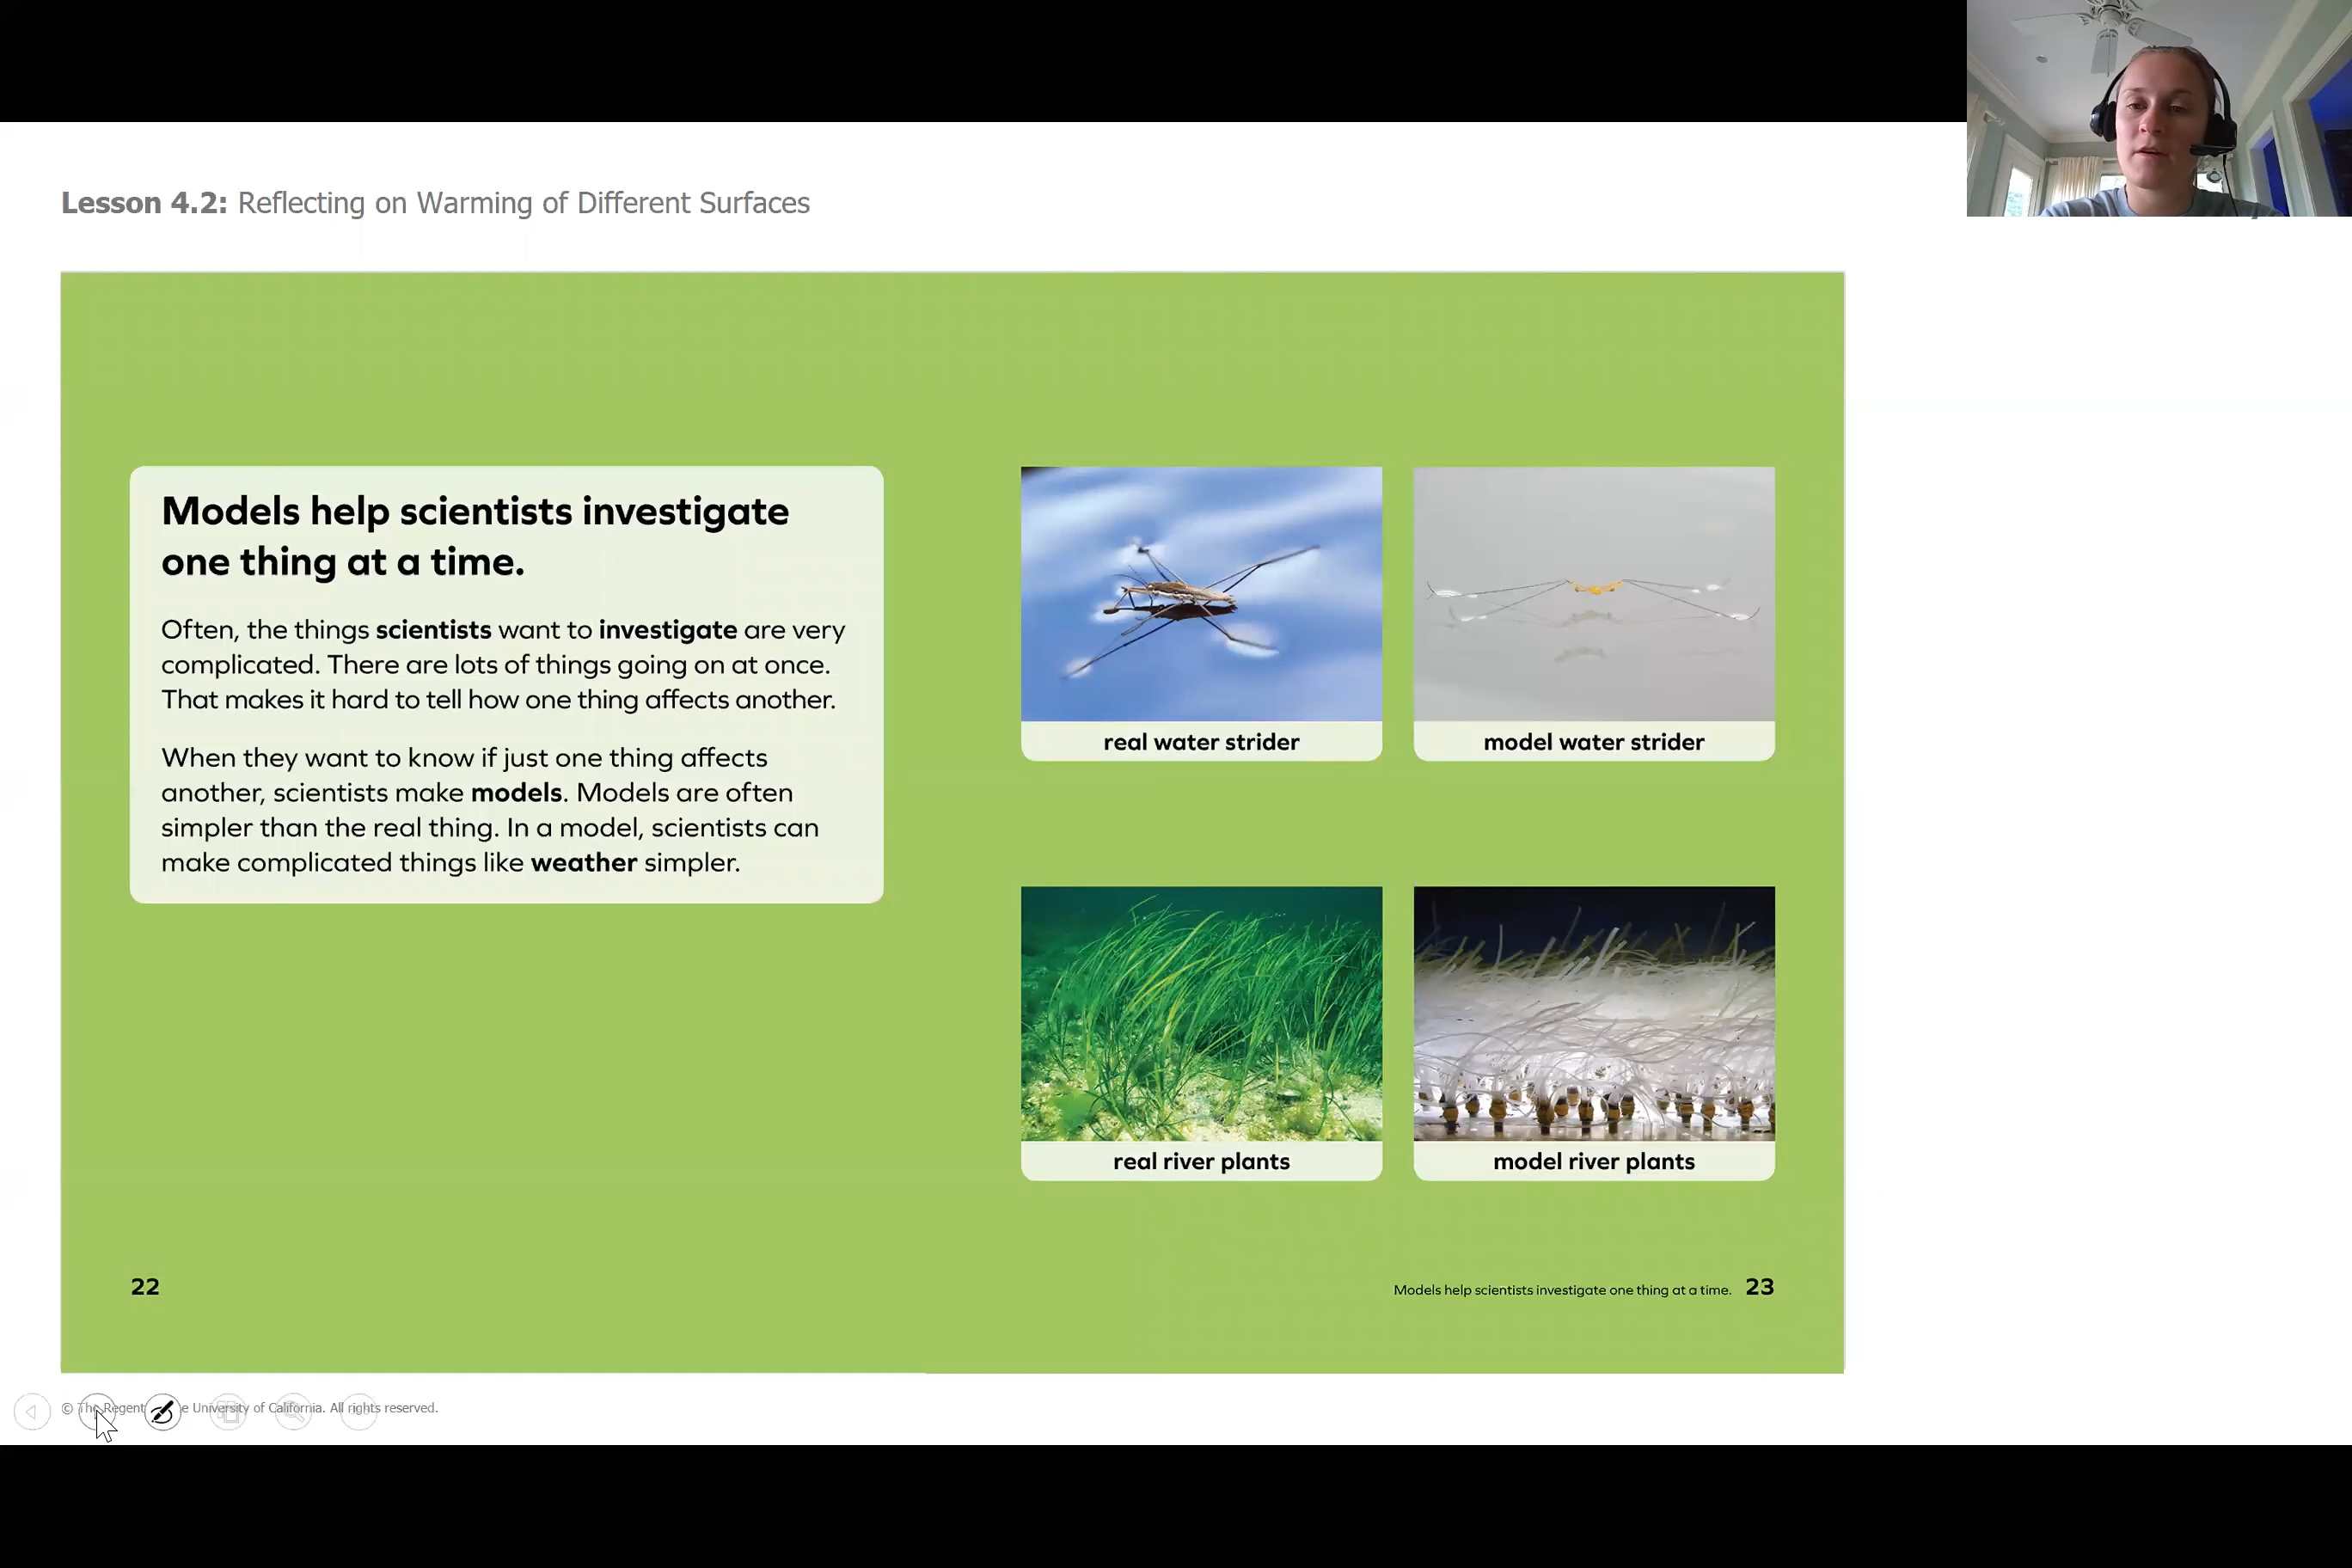 Lesson 4.2: Reflecting on Warming of Different Surfaces
Models help scientists investigate
one thing at a time.
Often, the things scientists want to investigate are very
complicated. There are lots of things going on at once.
That makes it hard to tell how one thing affects another.
When they want to know if just one thing affects
another, scientists make models. Models are often
simpler than the real thing. In a model, scientists can
make complicated things like weather simpler.
real water strider
model water strider
real river plants
model river plants
22
Models help scientists investigate one thing at a time. 23
© The Regent e University of California. All rights reserved.